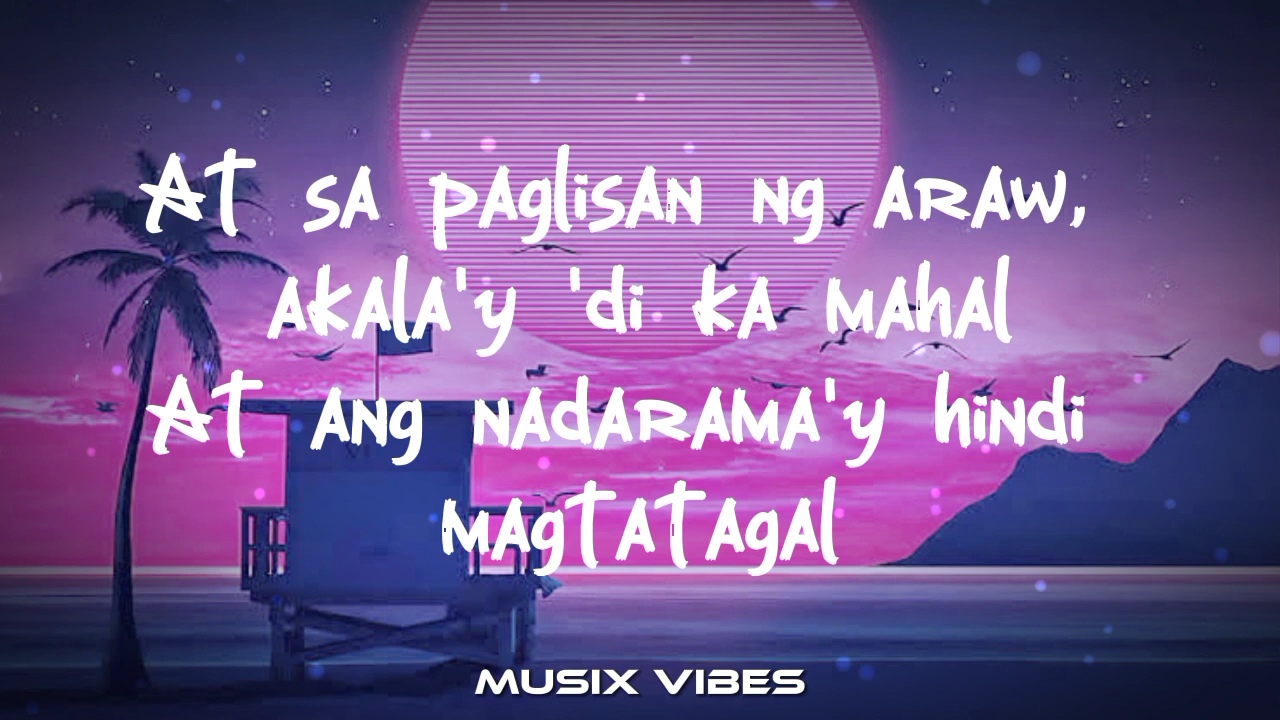 At sa paglisan ng araw,
akala'y 'di ka mahal
At ang nadarama'y hindi
magtatagal
MUSIX VIBES